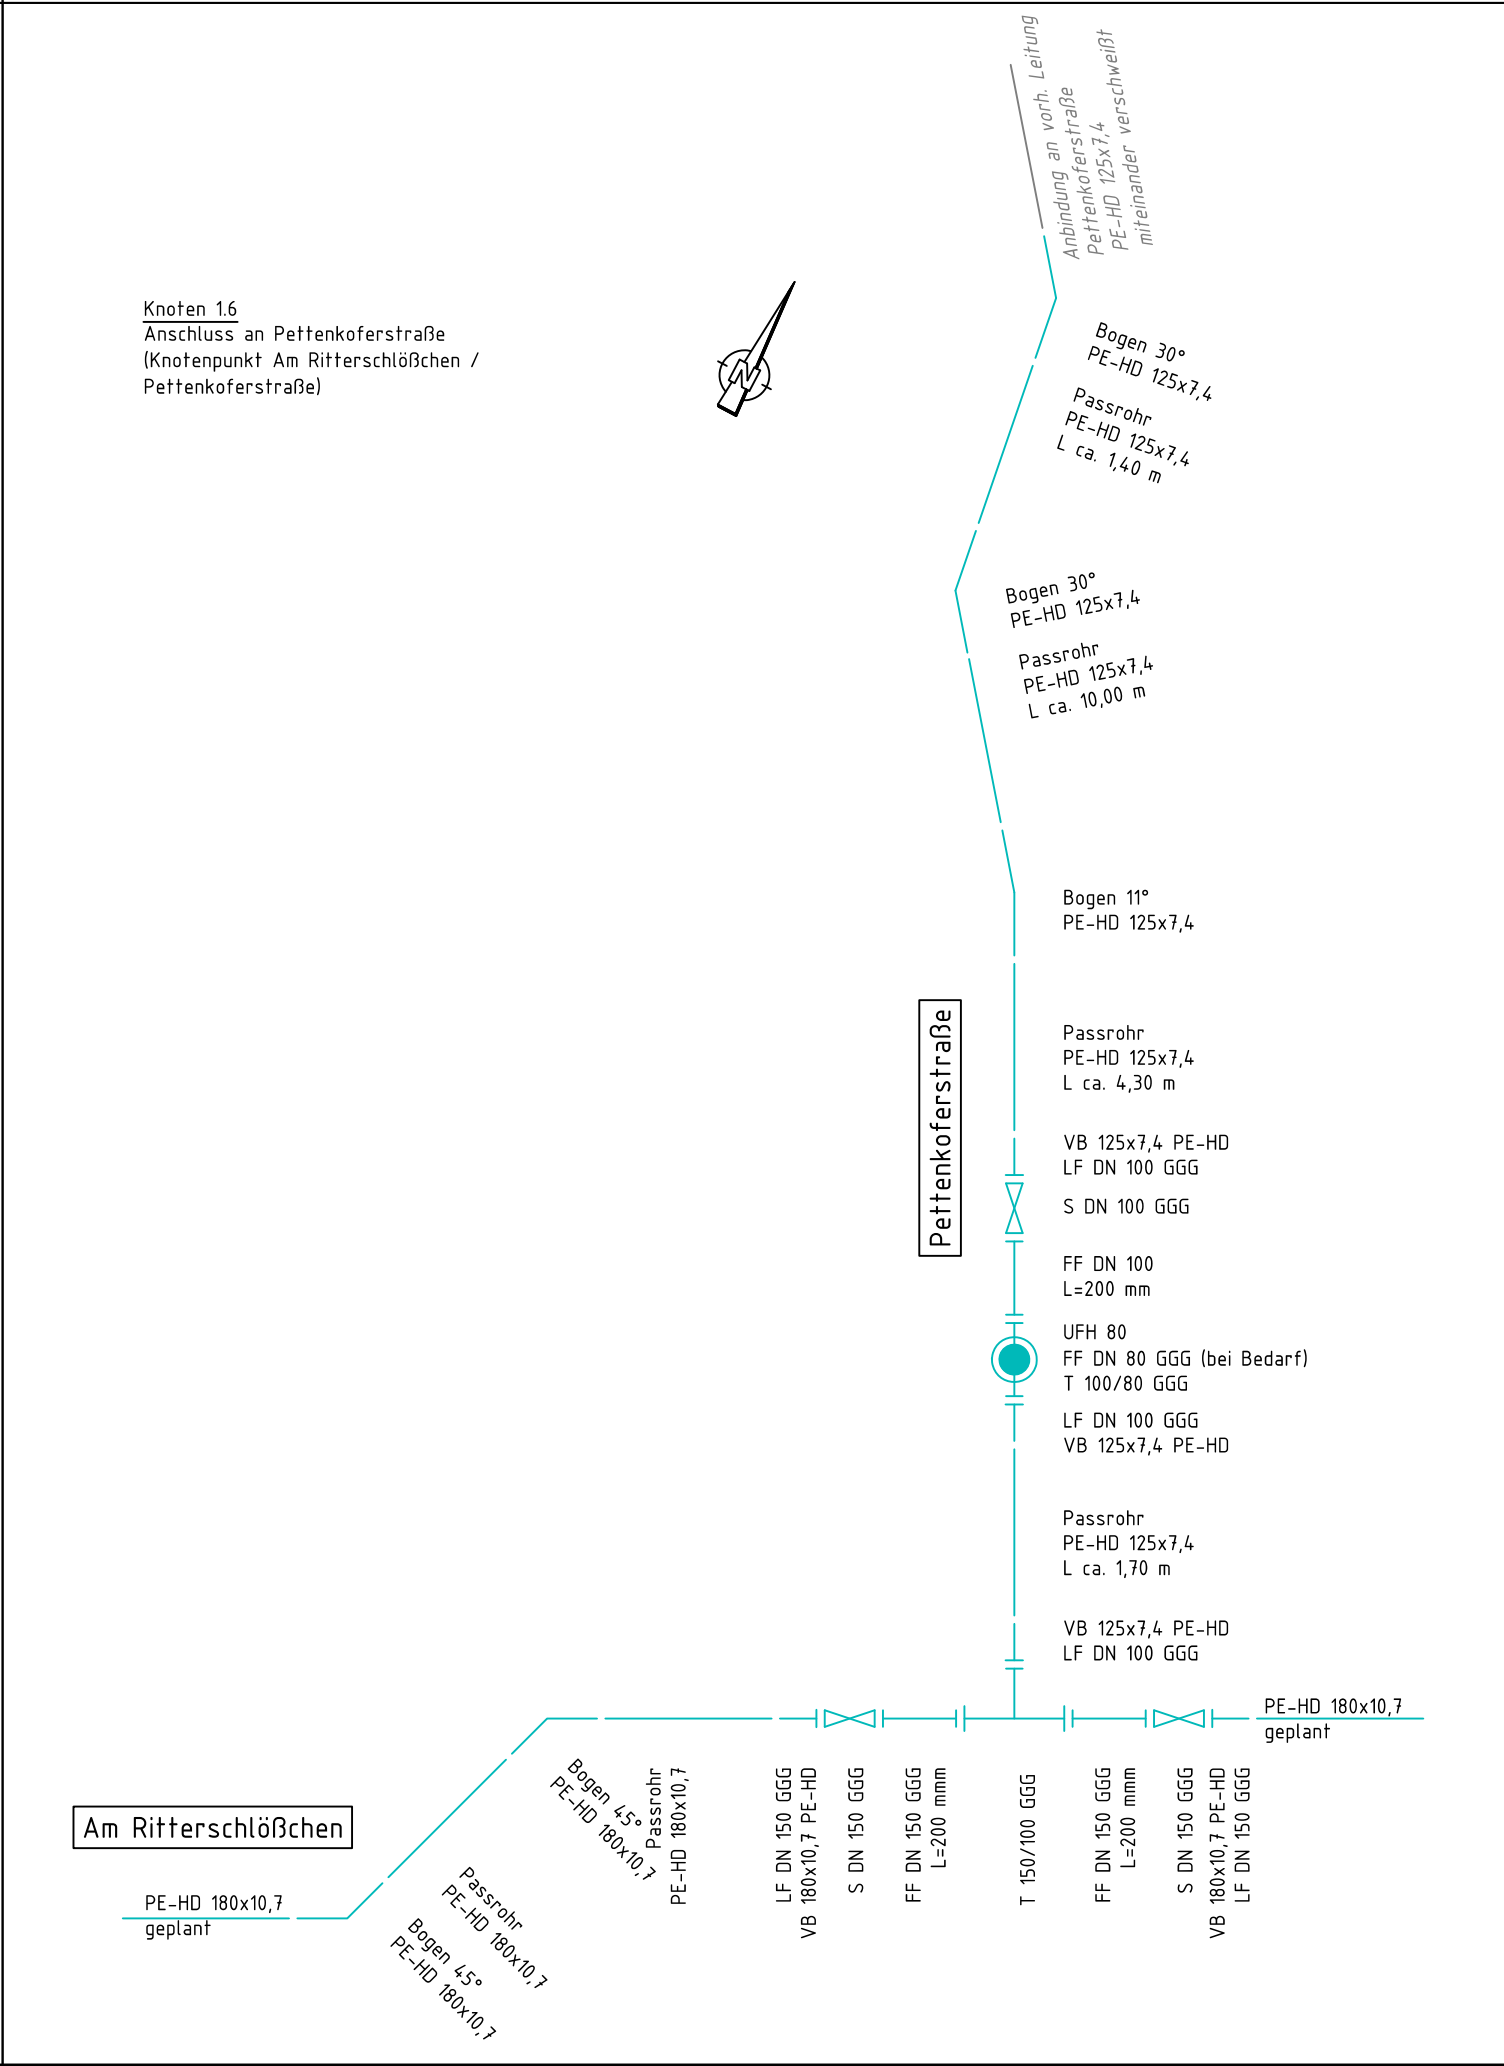 Anbindung an vorh. Leitung
Pettenkoferstraße
PE-HD 125x7,4
miteinander verschweißt
Knoten 1.6
Anschluss an Pettenkoferstraße
(Knotenpunkt Am Ritterschlößchen /
Pettenkoferstraße)
N
Bogen 30°
PE-HD 125x7,4
Passrohr
PE-HD 125x7,4
L ca. 1,40 m
Bogen 30°
PE-HD 125x7,4
Passrohr
PE-HD 125x7,4
L ca. 10,00 m
Bogen 11°
PE-HD 125x7,4
Pettenkoferstraße
Passrohr
PE-HD 125x7,4
L ca. 4,30 m
VB 125x7,4 PE-HD
LF DN 100 GGG
S DN 100 GGG
FF DN 100
L=200 mm
UFH 80
FF DN 80 GGG (bei Bedarf)
T 100/80 GGG
LF DN 100 GGG
VB 125x7,4 PE-HD
Passrohr
PE-HD 125x7,4
L ca. 1,70 m
VB 125x7,4 PE-HD
LF DN 100 GGG
PE-HD 180x10,7
geplant
Am Ritterschlößchen
PE-HD 180x10,7
geplant
Bogen 45°
PE-HD 180x10,7
Passrohr
PE-HD 180x10,7
Bogen 45°
PE-HD 180x10,7
Passrohr
PE-HD 180x10,7
LF DN 150 GGG
VB 180x10,7 PE-HD
S DN 150 GGG
FF DN 150 GGG
L=200 mmm
T 150/100 GGG
FF DN 150 GGG
L=200 mmm
S DN 150 GGG
VB 180x10,7 PE-HD
LF DN 150 GGG